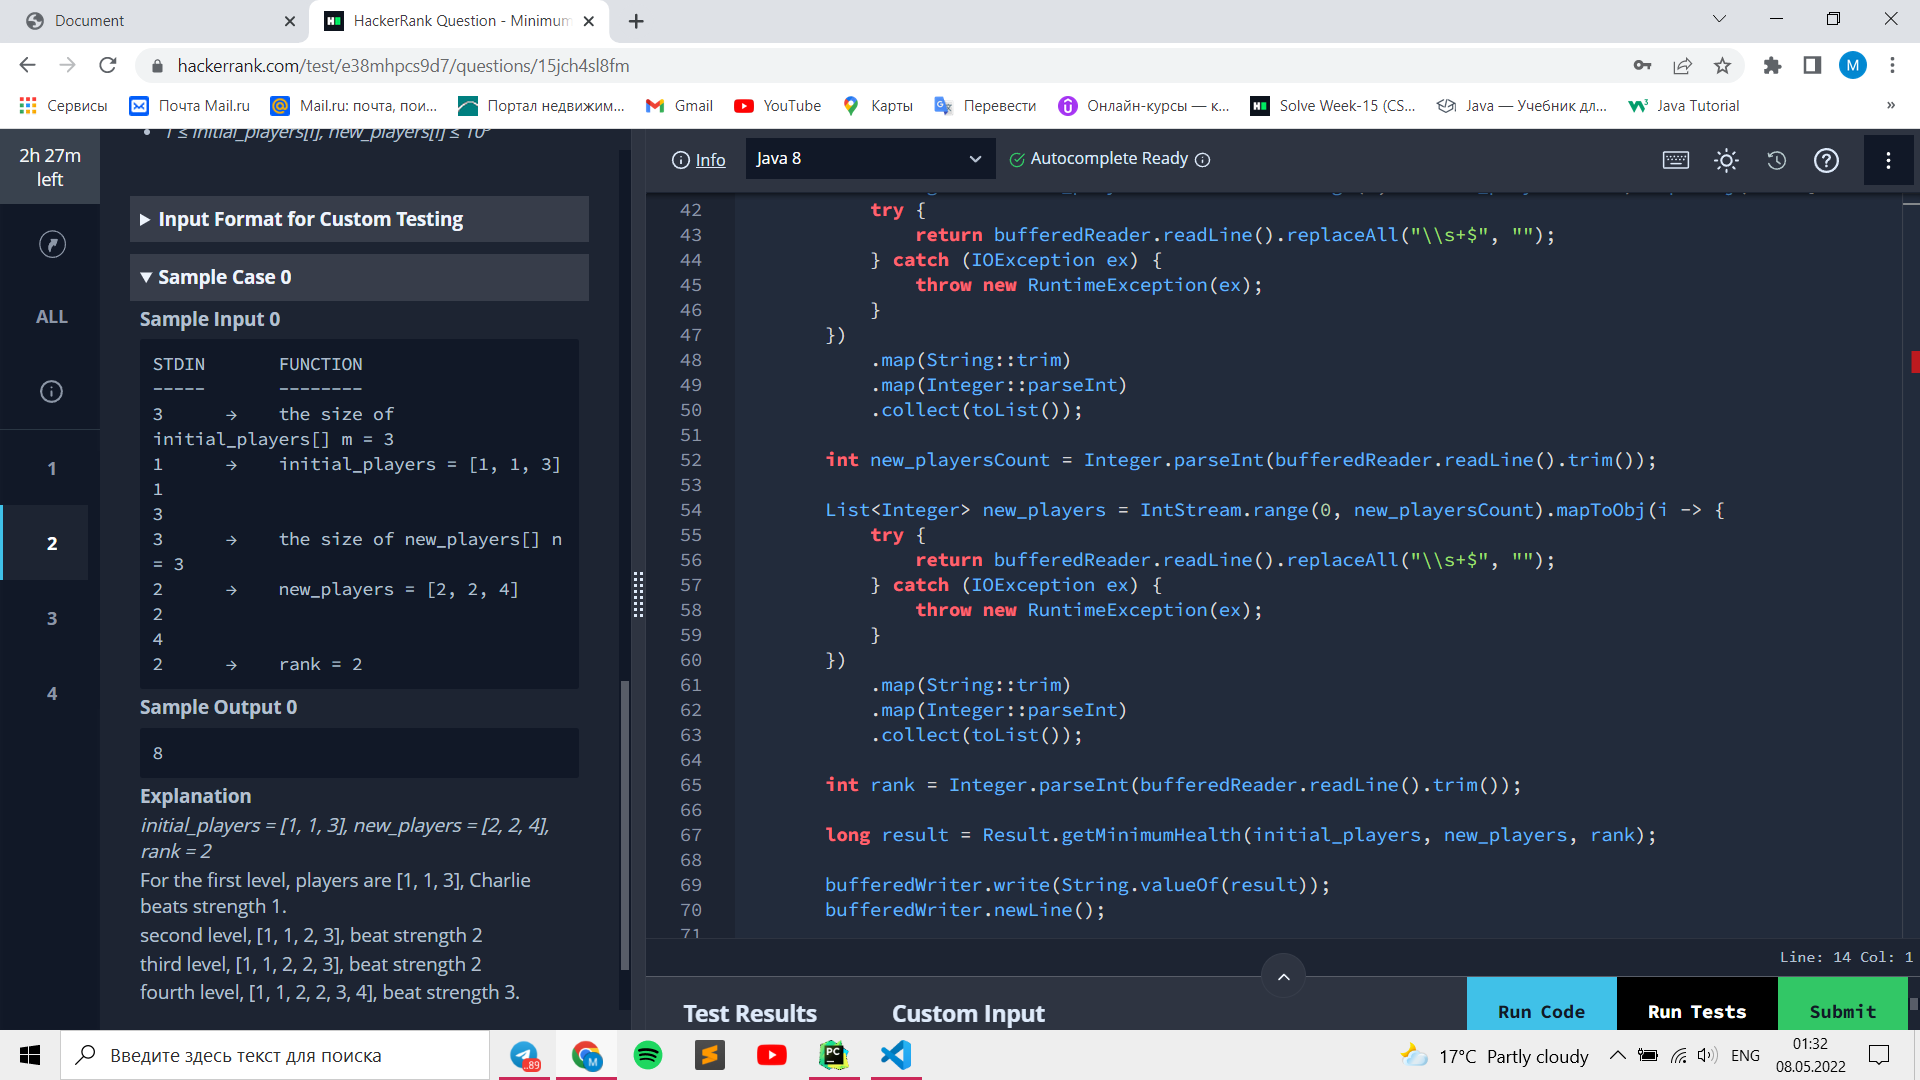 Document
HackerRank Question - Minimum
hackerrank.com/test/e38mhpcs9d7/questions/15jch4sl8fm
M
Сервисы
Почта Mail.ru
Mail.ru: почта, пои...
Портал недвижим...
Gmail
YouTube
Карты
Перевести
Онлайн-курсы — к...
Solve Week-15 (CS...
Java — Учебник дл...
Java Tutorial
»
2h 27m
left
ALL
1
2
3
4
• 1 ≤ initial_players[i], new_players[i] ≤ 10⁹
Input Format for Custom Testing
Sample Case 0
Sample Input 0
STDIN FUNCTION
----- --------
3 → the size of
initial_players[] m = 3
1 → initial_players = [1, 1, 3]
1
3
3 → the size of new_players[] n
= 3
2 → new_players = [2, 2, 4]
2
4
2 → rank = 2
Sample Output 0
8
Explanation
initial_players = [1, 1, 3], new_players = [2, 2, 4],
rank = 2
For the first level, players are [1, 1, 3], Charlie
beats strength 1.
second level, [1, 1, 2, 3], beat strength 2
third level, [1, 1, 2, 2, 3], beat strength 2
fourth level, [1, 1, 2, 2, 3, 4], beat strength 3.
Info
Java 8
Autocomplete Ready
42 try {
43 return bufferedReader.readLine().replaceAll("\\s+$", "");
44 } catch (IOException ex) {
45 throw new RuntimeException(ex);
46 }
47 })
48 .map(String::trim)
49 .map(Integer::parseInt)
50 .collect(toList());
51
52 int new_playersCount = Integer.parseInt(bufferedReader.readLine().trim());
53
54 List<Integer> new_players = IntStream.range(0, new_playersCount).mapToObj(i -> {
55 try {
56 return bufferedReader.readLine().replaceAll("\\s+$", "");
57 } catch (IOException ex) {
58 throw new RuntimeException(ex);
59 }
60 })
61 .map(String::trim)
62 .map(Integer::parseInt)
63 .collect(toList());
64
65 int rank = Integer.parseInt(bufferedReader.readLine().trim());
66
67 long result = Result.getMinimumHealth(initial_players, new_players, rank);
68
69 bufferedWriter.write(String.valueOf(result));
70 bufferedWriter.newLine();
71
Line: 14 Col: 1
Test Results
Custom Input
Run Code
Run Tests
Submit
Введите здесь текст для поиска
..89
M
PC
17°C Partly cloudy
ENG
01:32
08.05.2022